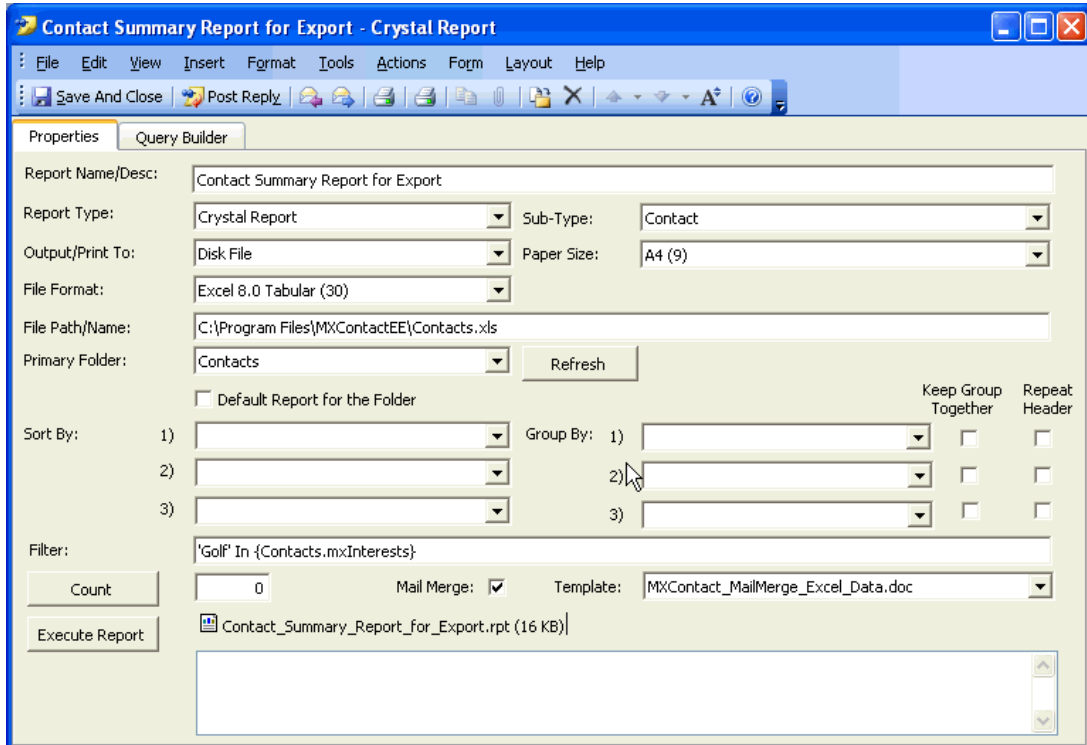 Contact Summary Report for Export - Crystal Report
File Edit View Insert Format Tools Actions Form Layout Help
Save And Close Post Reply
Properties Query Builder
Report Name/Desc: Contact Summary Report for Export
Report Type: Crystal Report Sub-Type: Contact
Output/Print To: Disk File Paper Size: A4 (9)
File Format: Excel 8.0 Tabular (30)
File Path/Name: C:\Program Files\MXContactEE\Contacts.xls
Primary Folder: Contacts Refresh
Default Report for the Folder Keep Group Together Repeat Header
Sort By: 1) Group By: 1)
2) 2)
3) 3)
Filter: 'Golf' In {Contacts.mxInterests}
Count 0 Mail Merge: Template: MXContact_MailMerge_Excel_Data.doc
Execute Report Contact_Summary_Report_for_Export.rpt (16 KB)